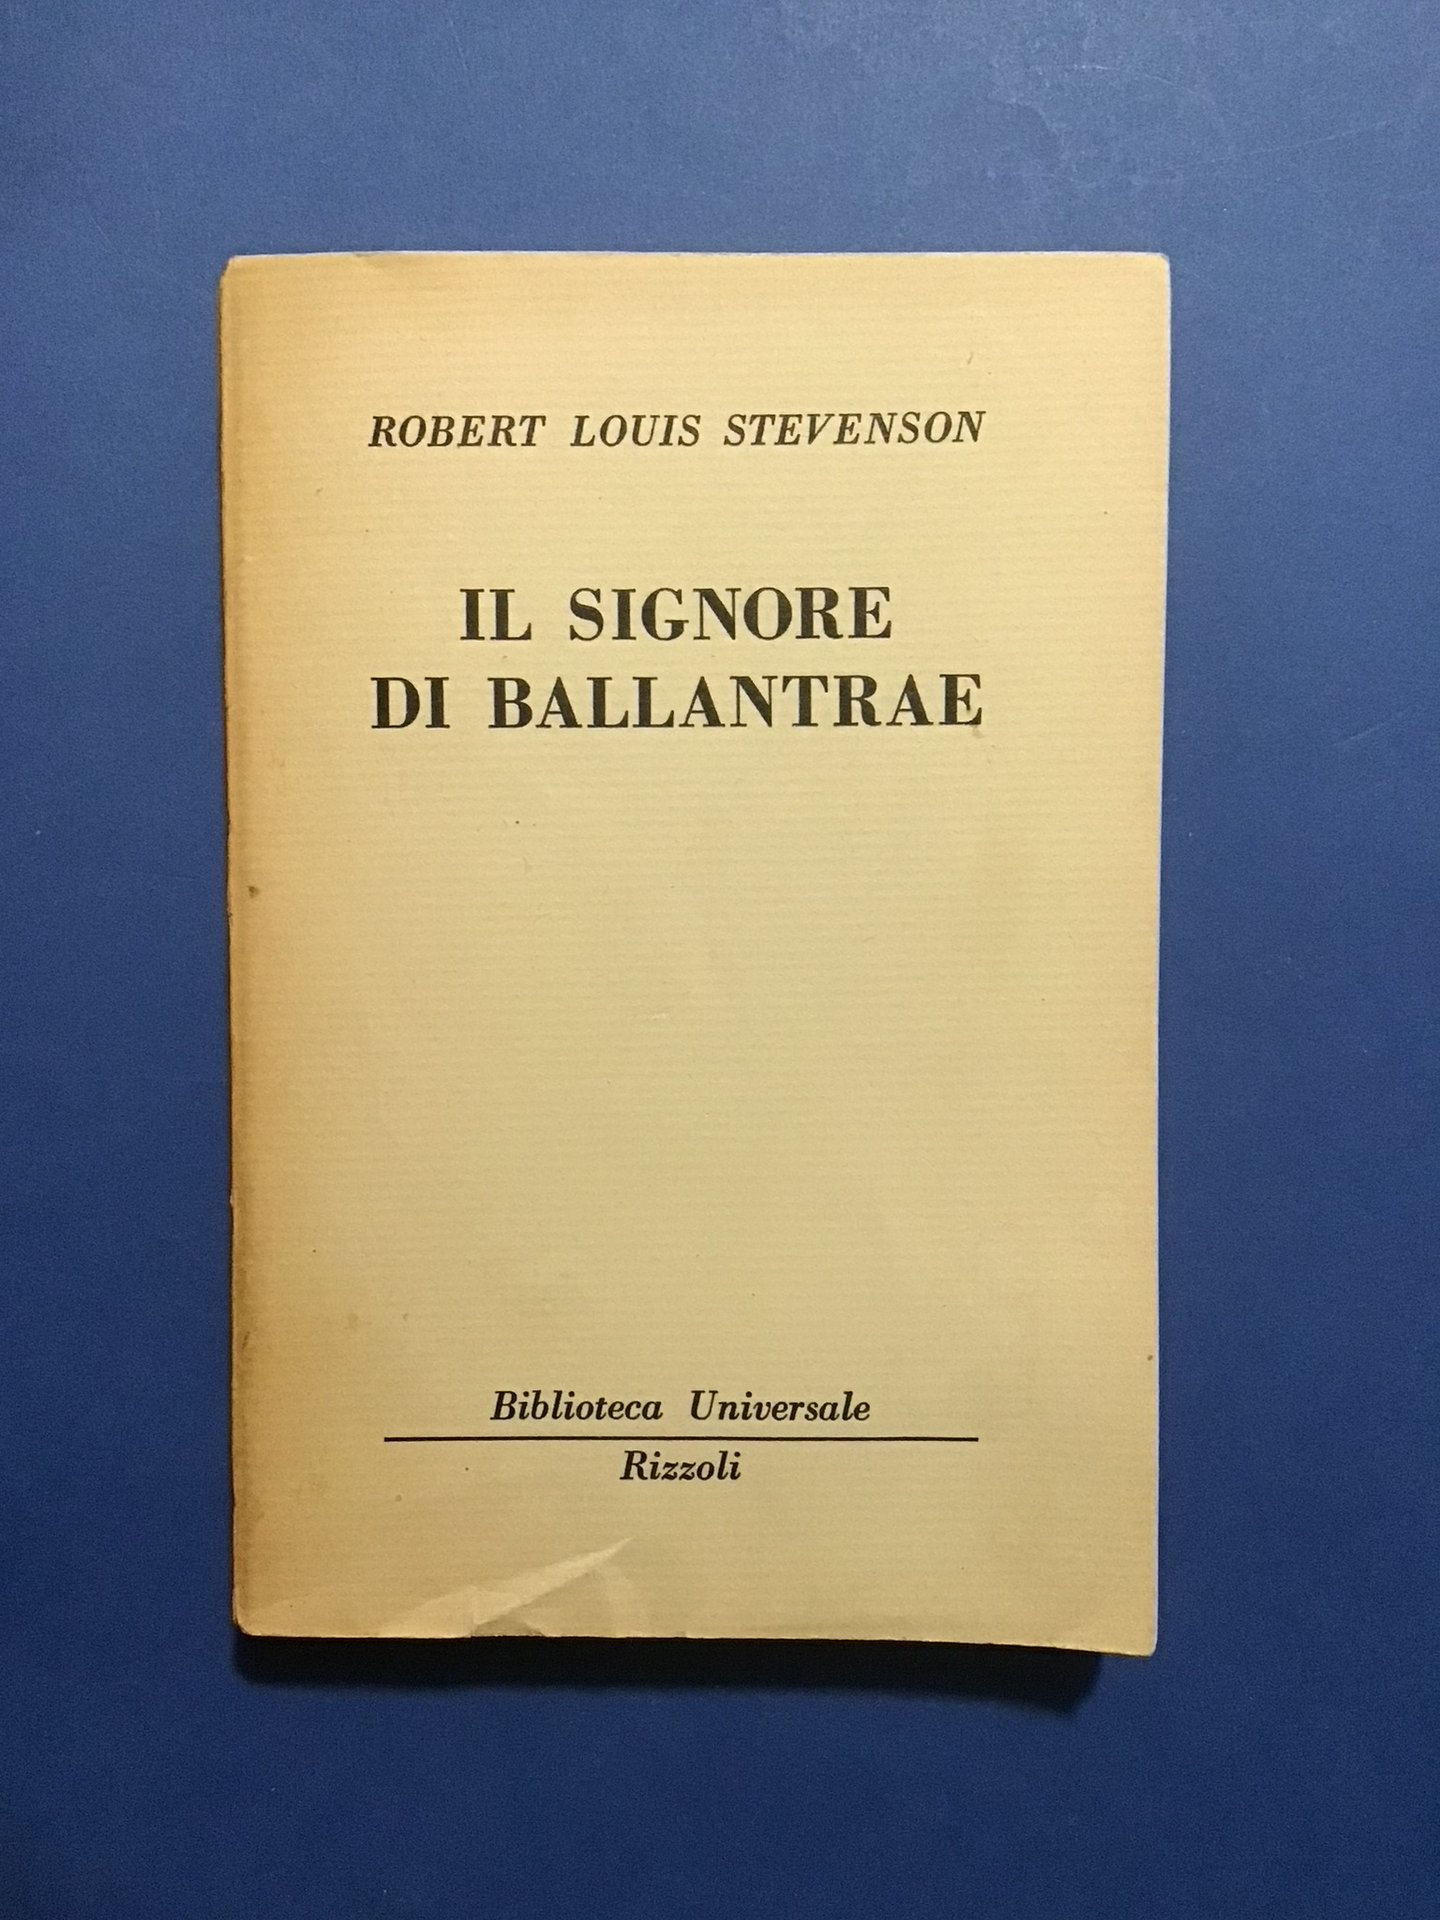 ROBERT LOUIS STEVENSON
IL SIGNORE
DI BALLANTRAE
Biblioteca Universale
Rizzoli